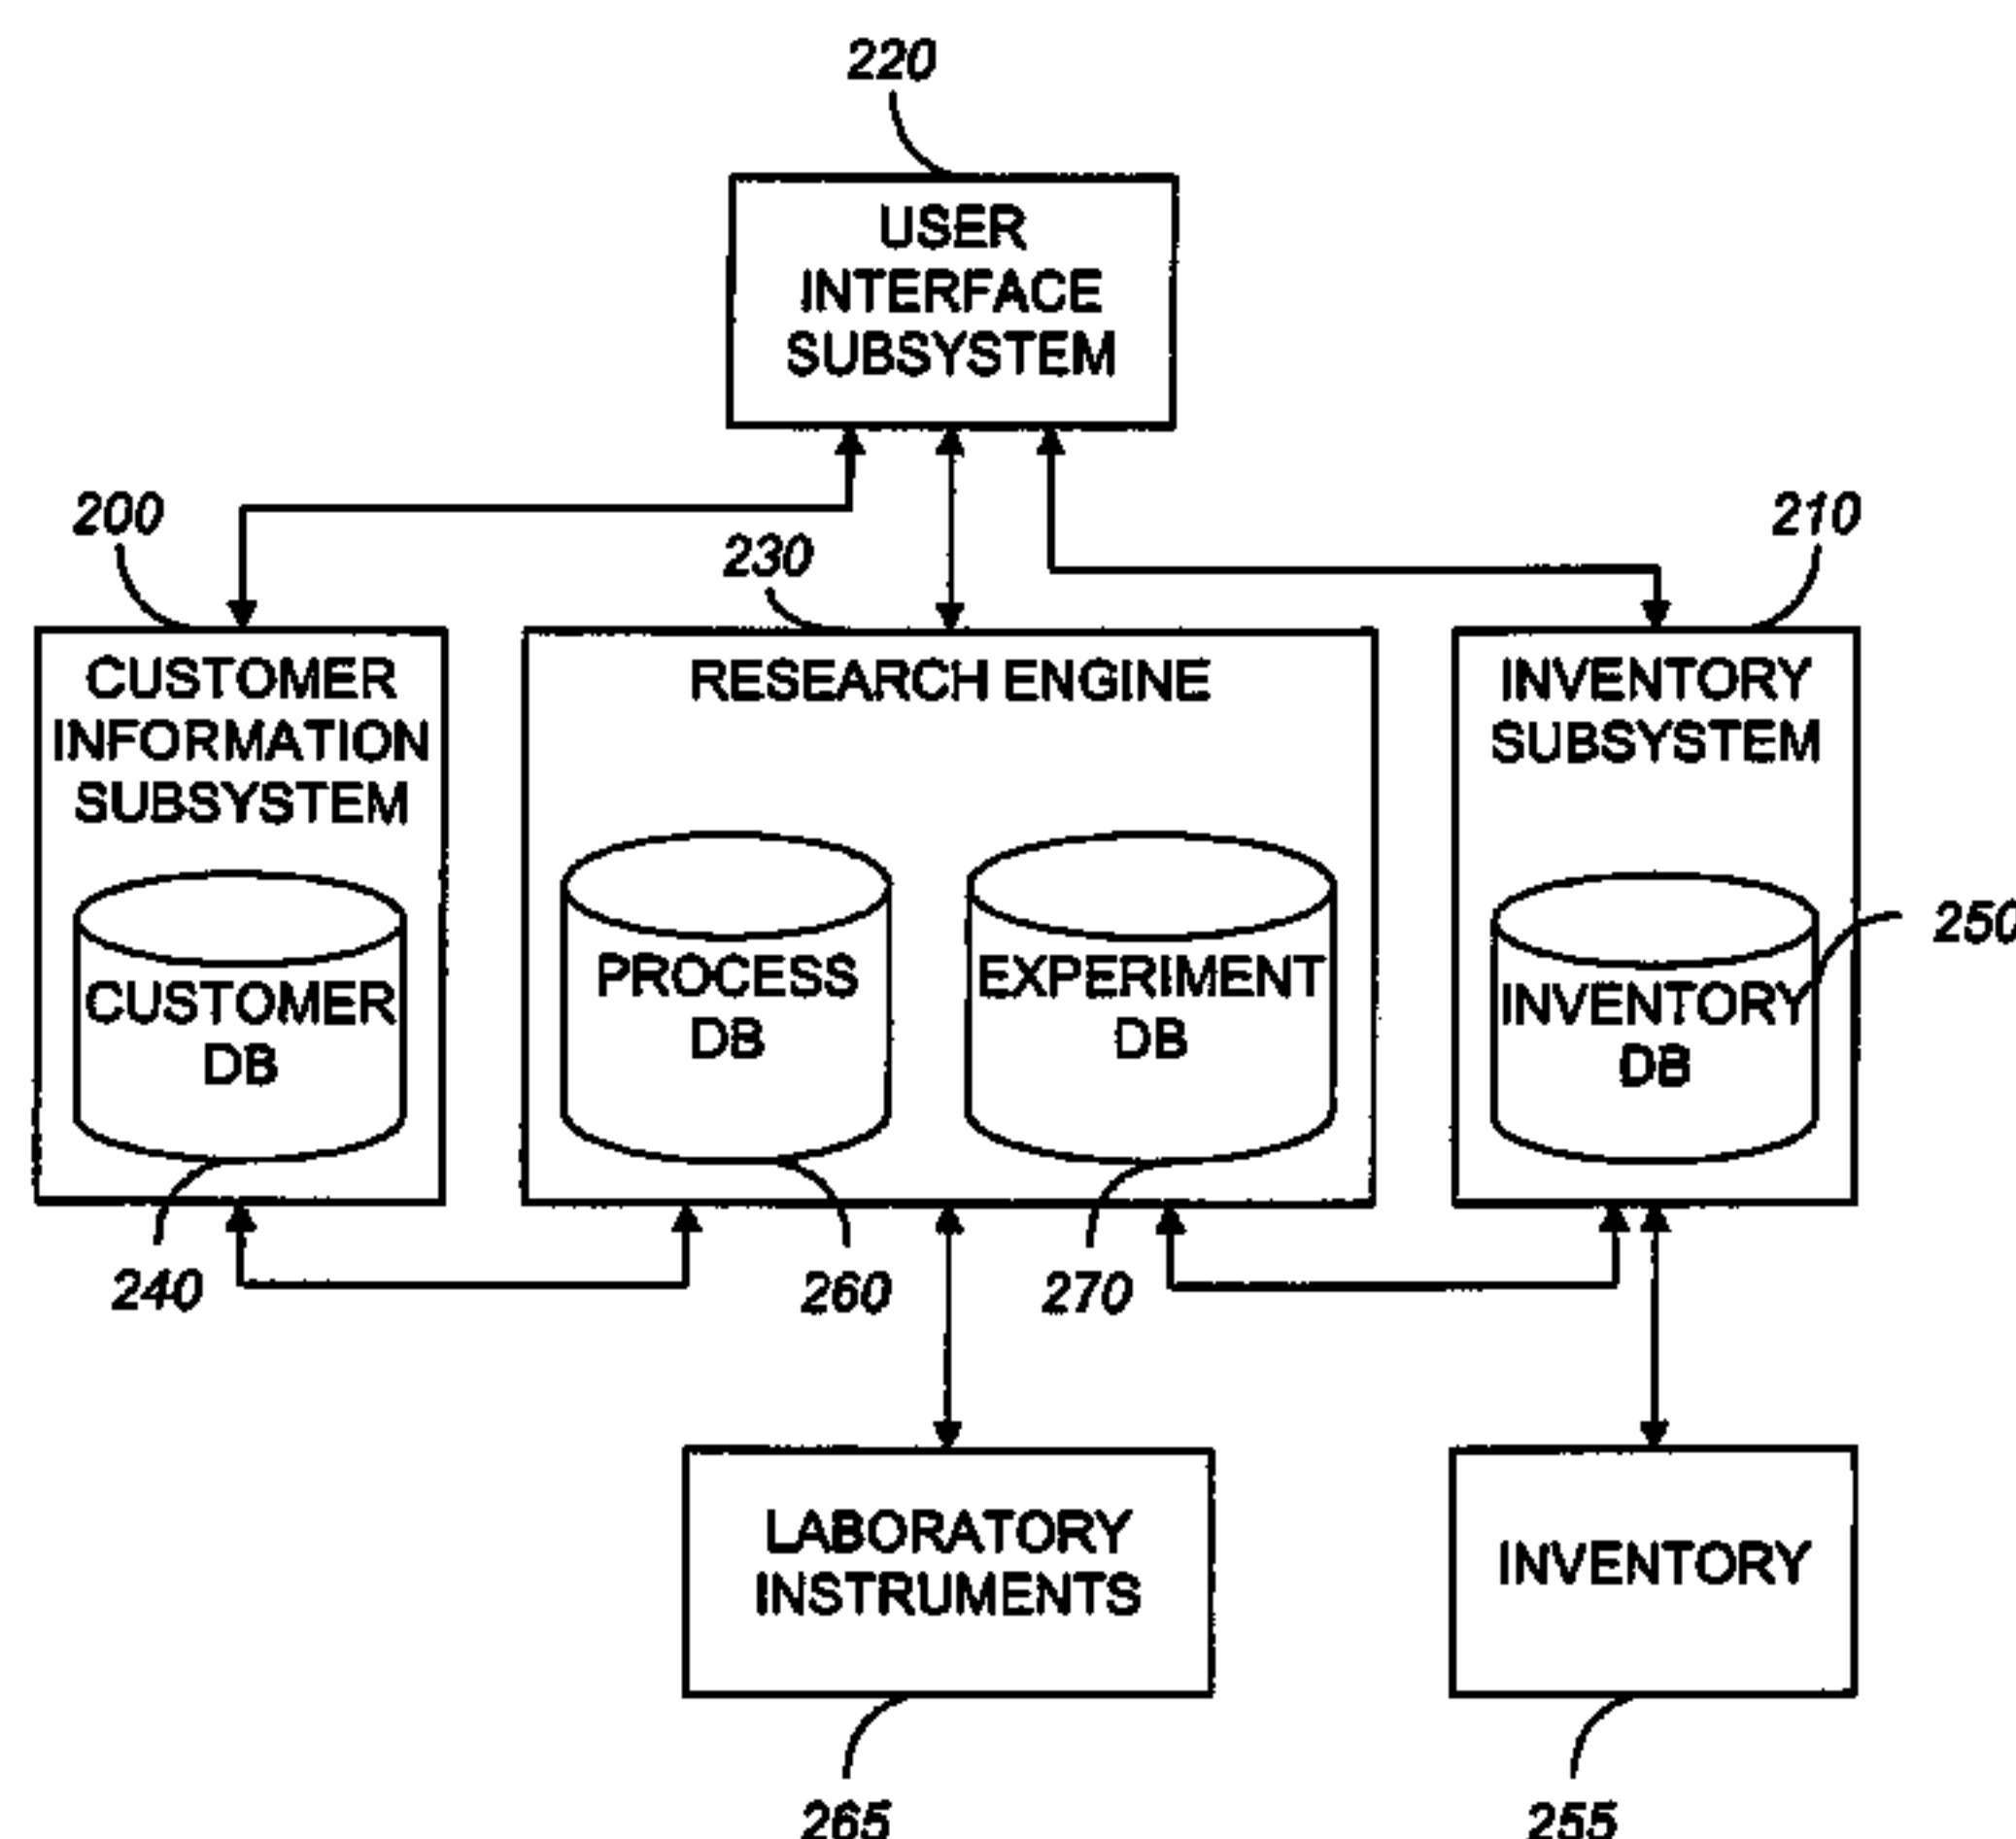 220
USER
INTERFACE
SUBSYSTEM
200
230
210
CUSTOMER
INFORMATION
SUBSYSTEM
RESEARCH ENGINE
INVENTORY
SUBSYSTEM
CUSTOMER
DB
PROCESS
DB
EXPERIMENT
DB
INVENTORY
DB
250
240
260
270
LABORATORY
INSTRUMENTS
INVENTORY
265
255